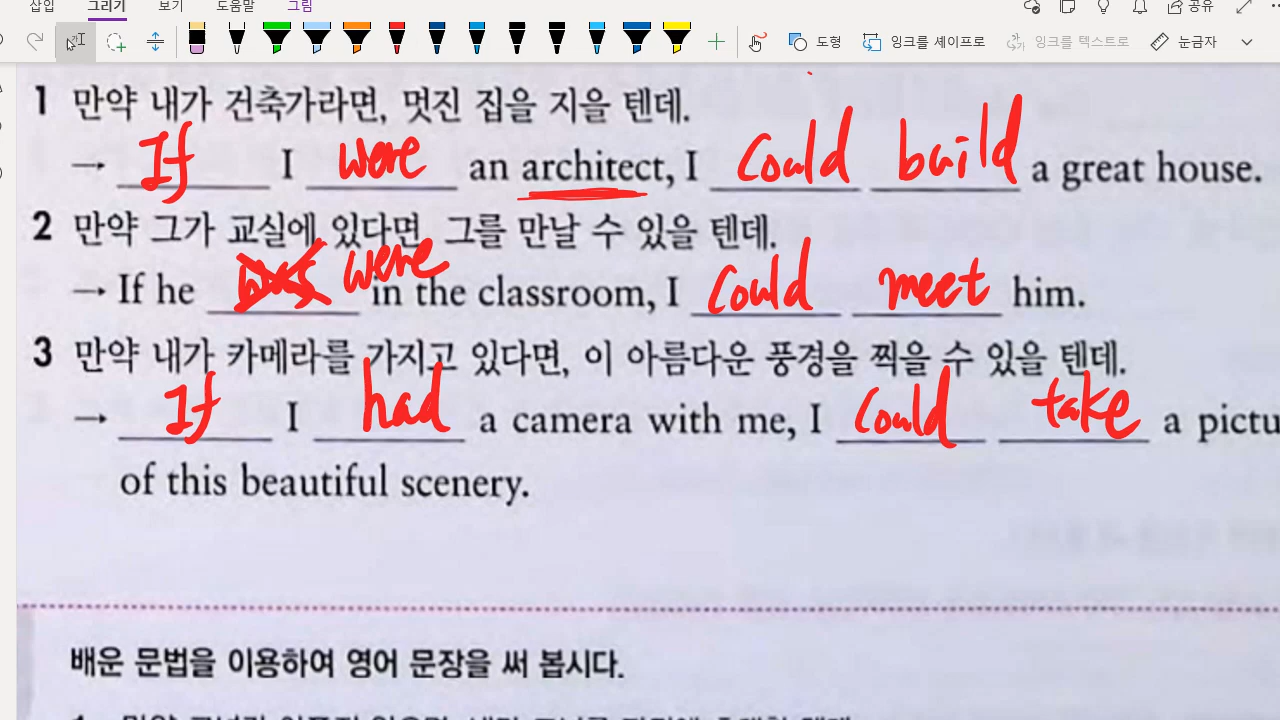 삽입 그리기 보기 도움말 그림 공유
도형 잉크를 셰이프로 잉크를 텍스트로 눈금자
1 만약 내가 건축가라면, 멋진 집을 지을 텐데.
→ If I were an architect, I could build a great house.
2 만약 그가 교실에 있다면, 그를 만날 수 있을 텐데.
→ If he were in the classroom, I could meet him.
3 만약 내가 카메라를 가지고 있다면, 이 아름다운 풍경을 찍을 수 있을 텐데.
→ If I had a camera with me, I could take a pictu
of this beautiful scenery.
배운 문법을 이용하여 영어 문장을 써 봅시다.